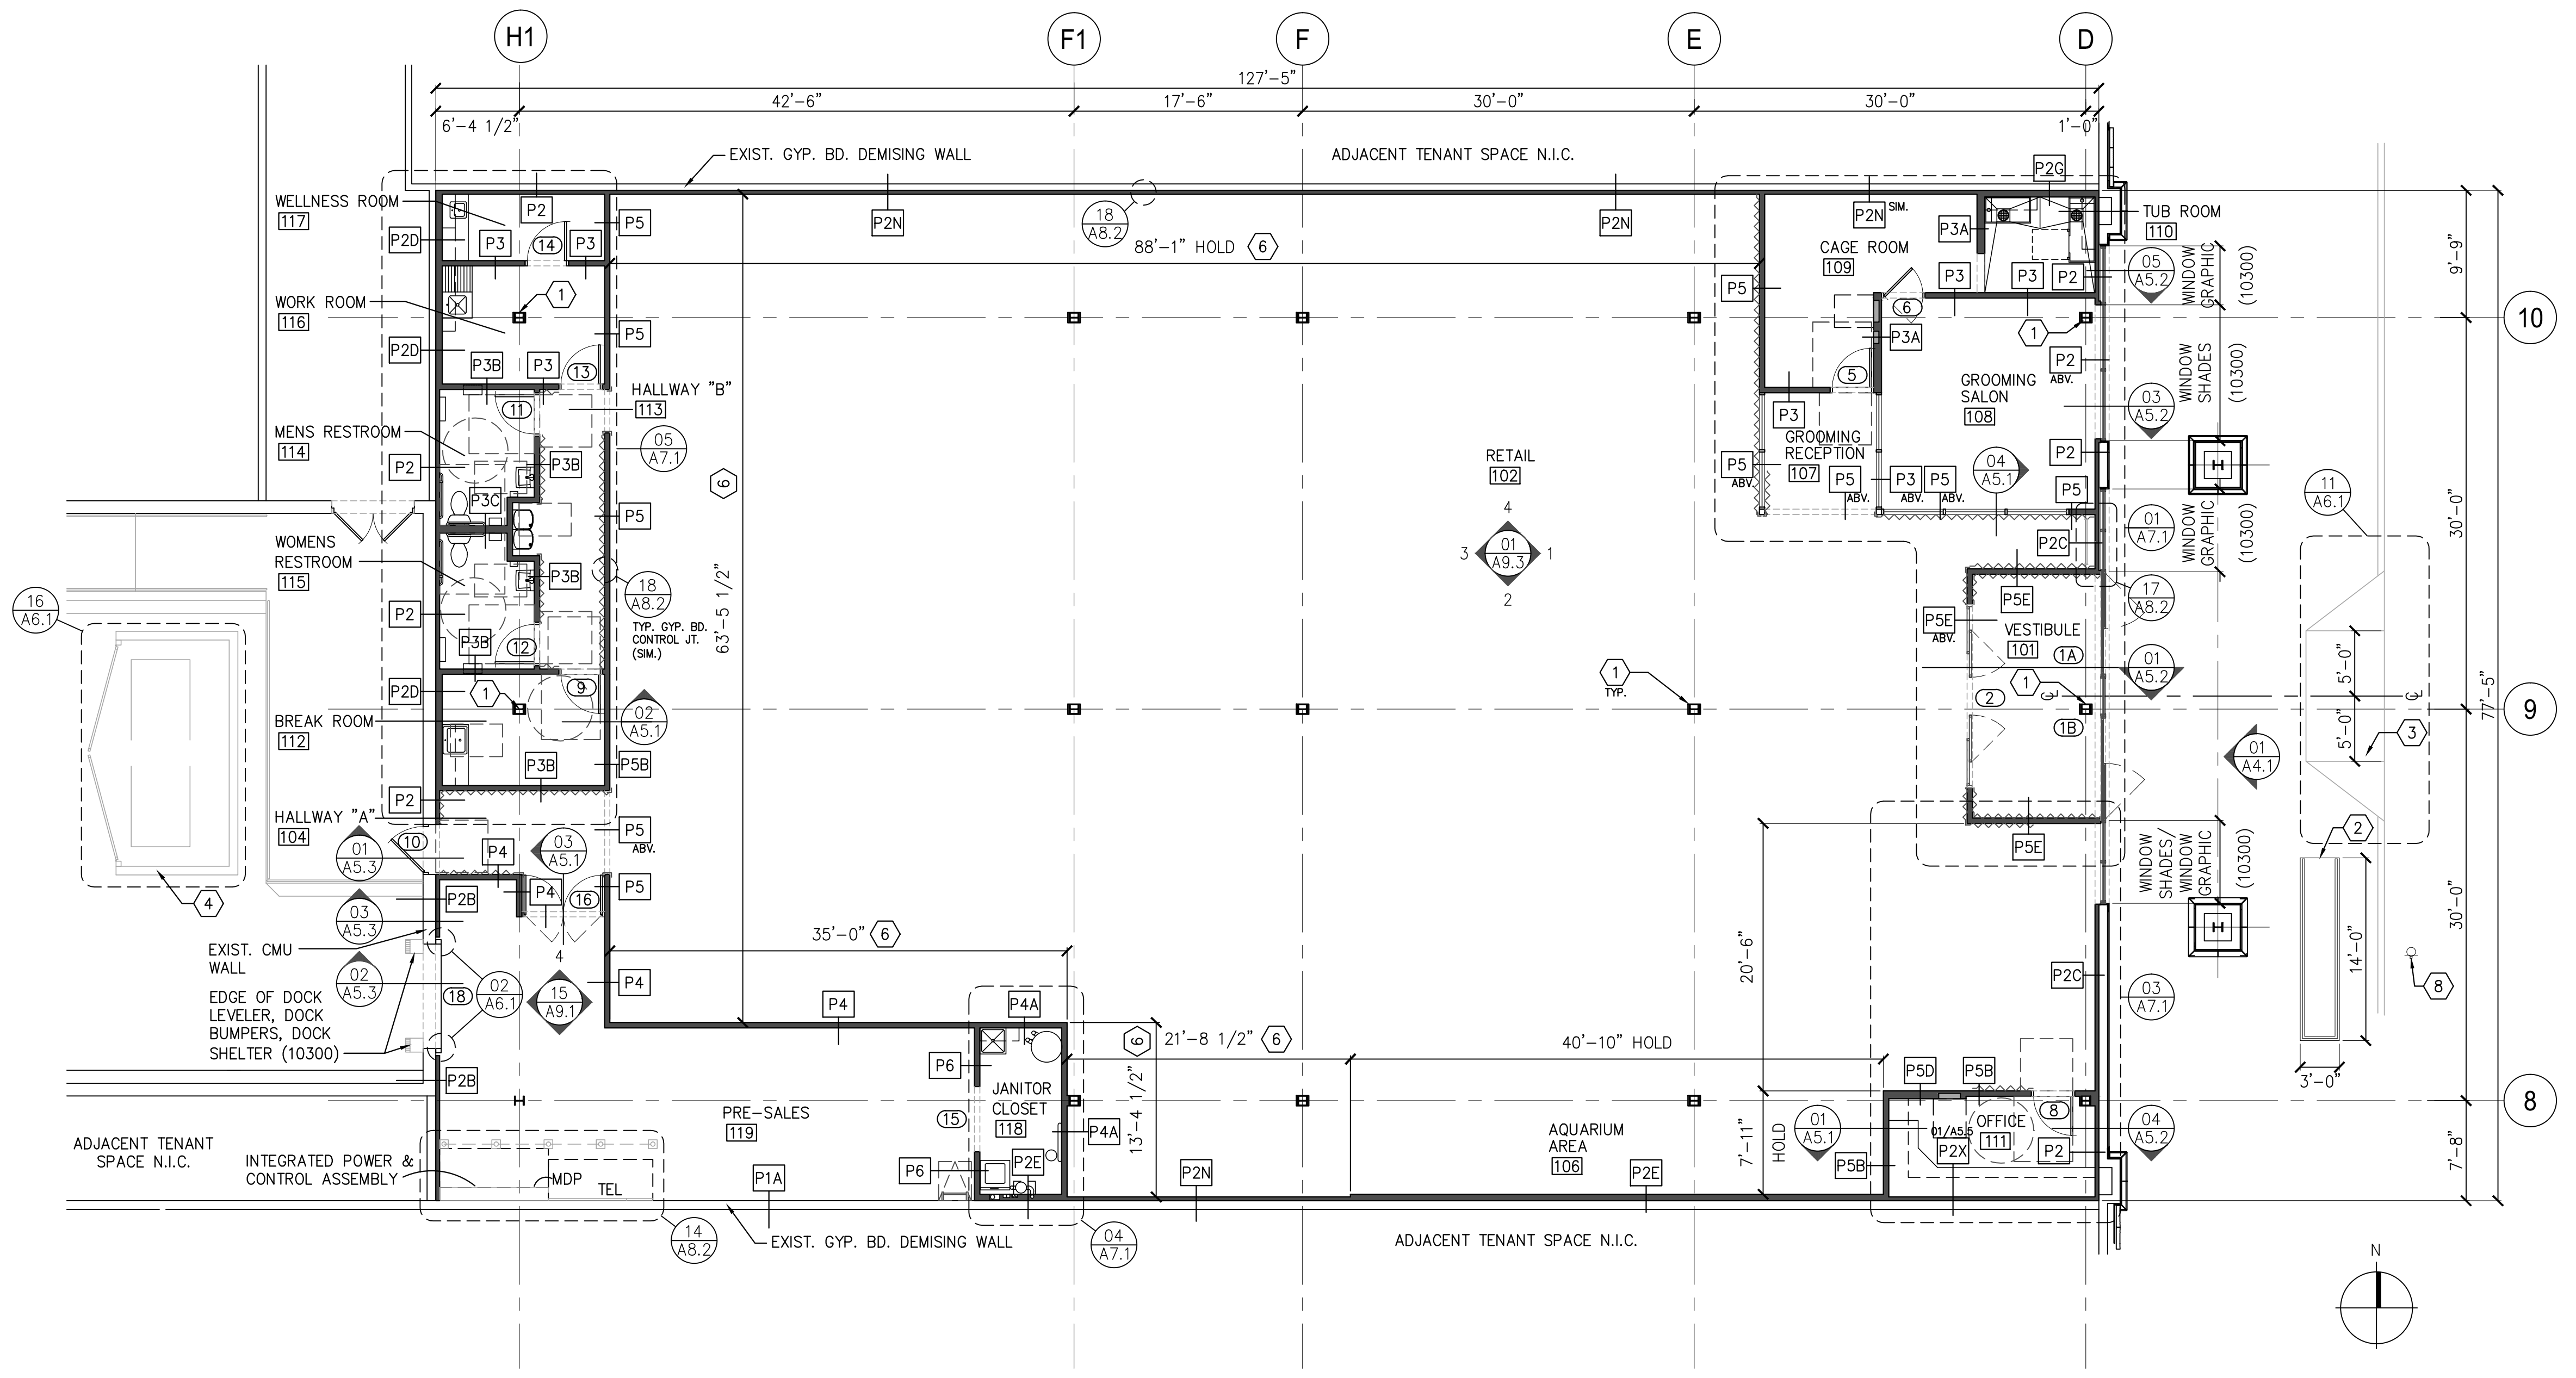 H1
F1
F
E
D
127'-5"
42'-6"
17'-6"
30'-0"
30'-0"
6'-4 1/2"
1'-0"
EXIST. GYP. BD. DEMISING WALL
ADJACENT TENANT SPACE N.I.C.
P2G
WELLNESS ROOM
117
P2
P5
P2N
18
A8.2
P2N
P2N
SIM.
P3A
TUB ROOM
110
P2D
P3
14
P3
88'-1" HOLD
6
CAGE ROOM
109
9'-9"
WINDOW
GRAPHIC
(10300)
05
A5.2
P3
P3
P2
WORK ROOM
116
1
P5
P5
6
P3A
1
10
P2D
P3B
P3
13
5
P2
ABV.
WINDOW
SHADES
(10300)
HALLWAY "B"
113
GROOMING
SALON
108
03
A5.2
11
P3
MENS RESTROOM
114
05
A7.1
GROOMING
RECEPTION
107
P2
P2
P3B
P3C
6
RETAIL
102
P5
ABV.
P5
ABV.
P3
ABV.
P5
ABV.
04
A5.1
P5
11
A6.1
P5
4
3
01
A9.3
1
2
P2C
01
A7.1
WINDOW
GRAPHIC
(10300)
30'-0"
WOMENS
RESTROOM
115
P3B
18
A8.2
TYP. GYP. BD.
CONTROL JT.
(SIM.)
63'-5 1/2"
P5E
17
A8.2
16
A6.1
P2
P3B
12
P5E
ABV.
VESTIBULE
101
1A
01
A5.2
5'-0"
P2D
1
9
1
TYP.
2
1
77'-5"
9
BREAK ROOM
112
02
A5.1
1B
5'-0"
3
01
A4.1
P3B
P5B
P2
HALLWAY "A"
104
10
P5
ABV.
P5E
2
01
A5.3
P4
03
A5.1
WINDOW
SHADES/
WINDOW
GRAPHIC
(10300)
4
P2B
P4
16
P5
03
A5.3
35'-0"
6
30'-0"
EXIST. CMU
WALL
4
20'-6"
14'-0"
8
02
A5.3
18
02
A6.1
15
A9.1
P4
P2C
03
A7.1
EDGE OF DOCK
LEVELER, DOCK
BUMPERS, DOCK
SHELTER (10300)
P4
P4A
6
21'-8 1/2"
6
40'-10" HOLD
P2B
P6
P5D
P5B
3'-0"
JANITOR
CLOSET
118
8
PRE-SALES
119
15
13'-4 1/2"
P4A
AQUARIUM
AREA
106
7'-11"
HOLD
01
A5.1
01/A5.5
OFFICE
111
8
04
A5.2
ADJACENT TENANT
SPACE N.I.C.
P2X
P2
7'-8"
INTEGRATED POWER &
CONTROL ASSEMBLY
MDP
TEL
P1A
P6
P2E
P2N
P2E
P5B
14
A8.2
EXIST. GYP. BD. DEMISING WALL
04
A7.1
ADJACENT TENANT SPACE N.I.C.
N